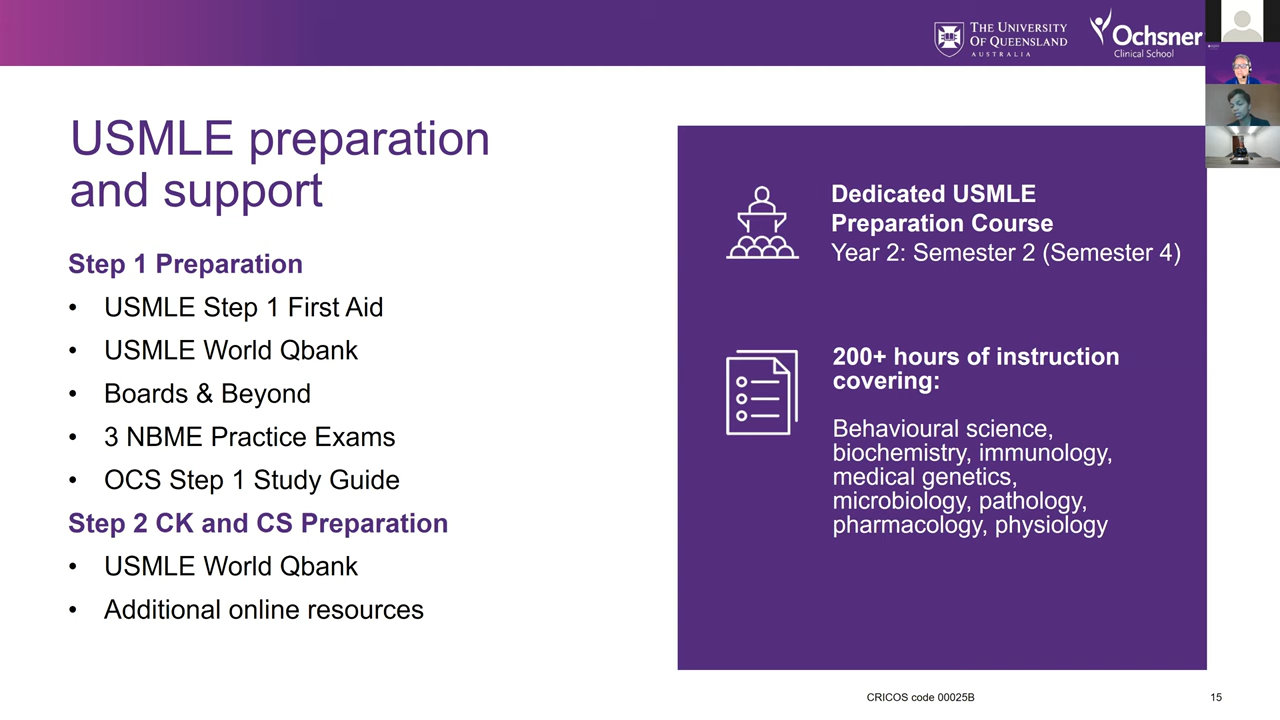 THE UNIVERSITY
OF QUEENSLAND
AUSTRALIA
Ochsner
Clinical School
USMLE preparation
and support
Step 1 Preparation
• USMLE Step 1 First Aid
• USMLE World Qbank
• Boards & Beyond
• 3 NBME Practice Exams
• OCS Step 1 Study Guide
Step 2 CK and CS Preparation
• USMLE World Qbank
• Additional online resources
Dedicated USMLE
Preparation Course
Year 2: Semester 2 (Semester 4)
200+ hours of instruction
covering:
Behavioural science,
biochemistry, immunology,
medical genetics,
microbiology, pathology,
pharmacology, physiology
CRICOS code 00025B
15